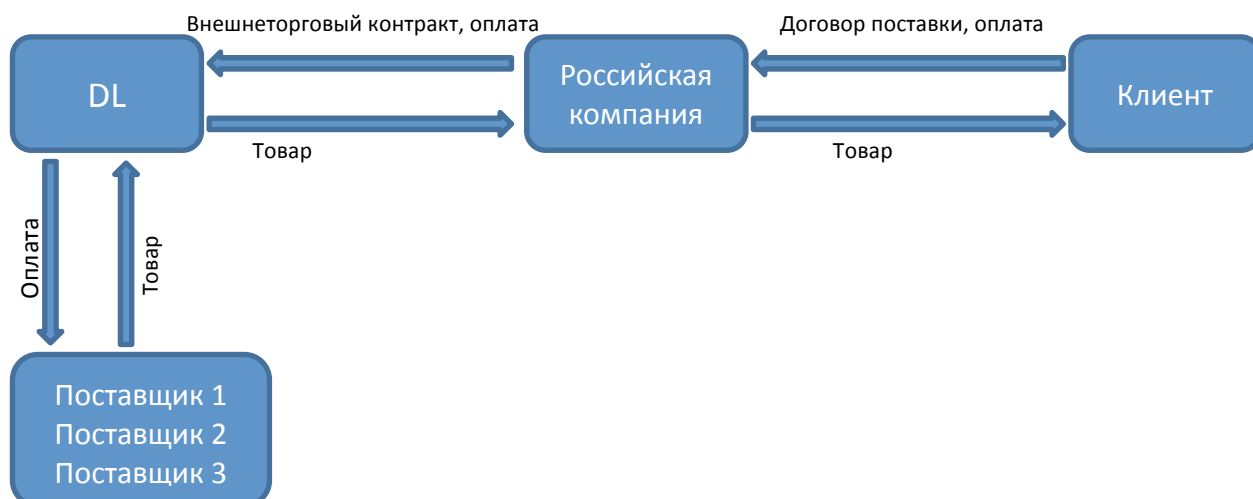 Внешнеторговый контракт, оплата
Договор поставки, оплата
DL
Российская
компания
Клиент
Товар
Товар
Оплата
Товар
Поставщик 1
Поставщик 2
Поставщик 3